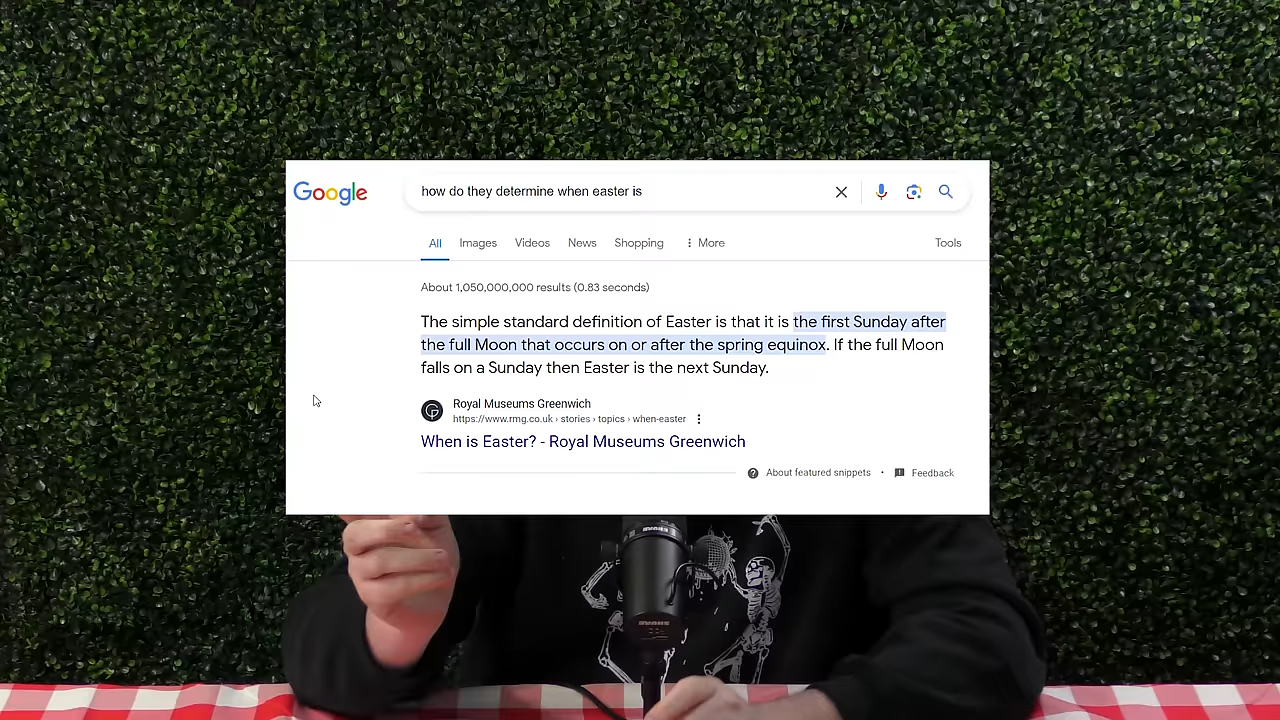 Google
how do they determine when easter is
All Images Videos News Shopping More Tools
About 1,050,000,000 results (0.83 seconds)
The simple standard definition of Easter is that it is the first Sunday after
the full Moon that occurs on or after the spring equinox. If the full Moon
falls on a Sunday then Easter is the next Sunday.
Royal Museums Greenwich
https://www.rmg.co.uk › stories › topics › when-easter
When is Easter? - Royal Museums Greenwich
About featured snippets • Feedback